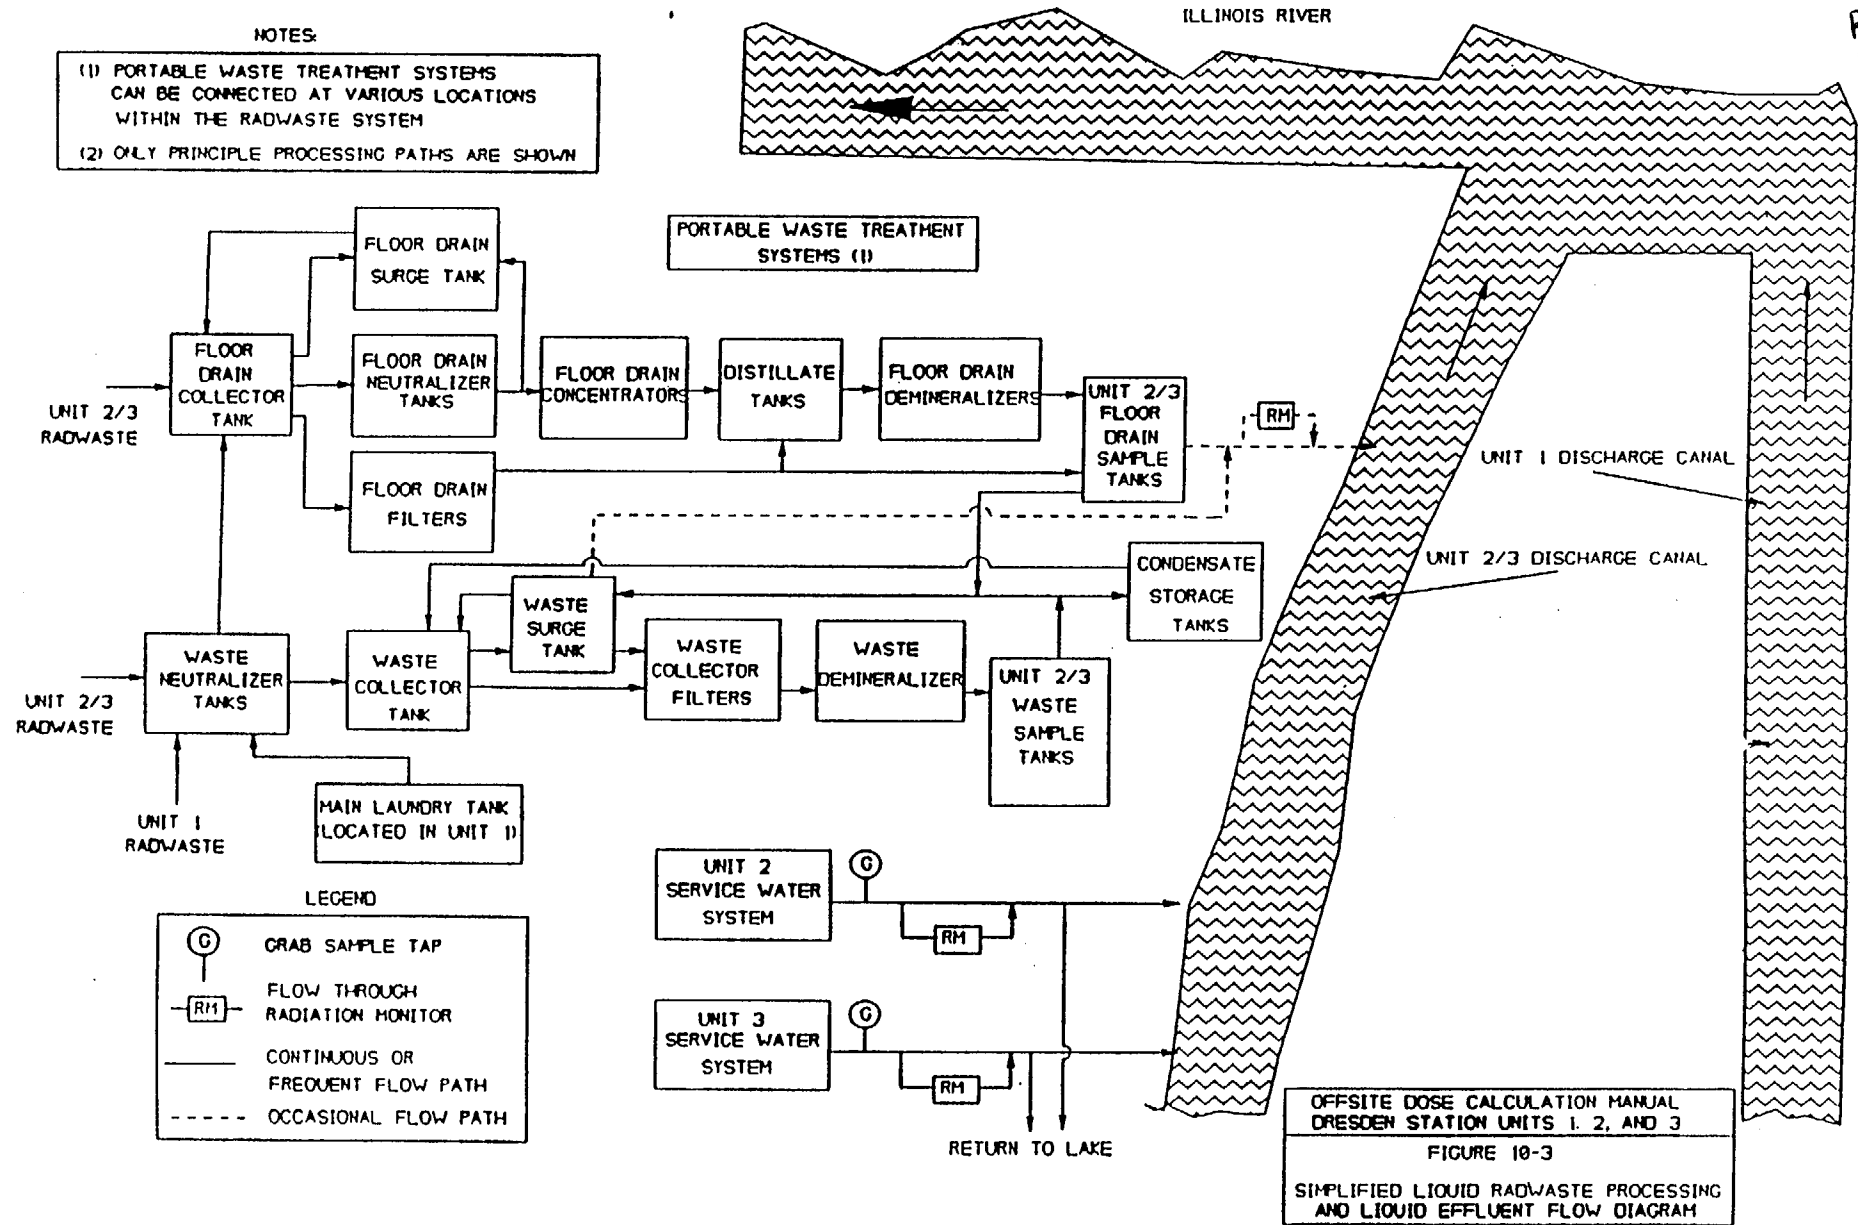 ILLINOIS RIVER
NOTES:
(1) PORTABLE WASTE TREATMENT SYSTEMS
CAN BE CONNECTED AT VARIOUS LOCATIONS
WITHIN THE RADWASTE SYSTEM
(2) ONLY PRINCIPLE PROCESSING PATHS ARE SHOWN
PORTABLE WASTE TREATMENT
SYSTEMS (1)
FLOOR DRAIN
SURGE TANK
FLOOR
DRAIN
COLLECTOR
TANK
UNIT 2/3
RADWASTE
FLOOR DRAIN
NEUTRALIZER
TANKS
FLOOR DRAIN
CONCENTRATORS
DISTILLATE
TANKS
FLOOR DRAIN
DEMINERALIZERS
UNIT 2/3
FLOOR
DRAIN
SAMPLE
TANKS
RM
FLOOR DRAIN
FILTERS
UNIT 1 DISCHARGE CANAL
UNIT 2/3 DISCHARGE CANAL
CONDENSATE
STORAGE
TANKS
WASTE
SURGE
TANK
WASTE
NEUTRALIZER
TANKS
UNIT 2/3
RADWASTE
WASTE
COLLECTOR
TANK
WASTE
COLLECTOR
FILTERS
WASTE
DEMINERALIZER
UNIT 2/3
WASTE
SAMPLE
TANKS
UNIT 1
RADWASTE
MAIN LAUNDRY TANK
(LOCATED IN UNIT 1)
UNIT 2
SERVICE WATER
SYSTEM
G
RM
UNIT 3
SERVICE WATER
SYSTEM
G
RM
RETURN TO LAKE
LEGEND
G
GRAB SAMPLE TAP
RM
FLOW THROUGH
RADIATION MONITOR
CONTINUOUS OR
FREQUENT FLOW PATH
OCCASIONAL FLOW PATH
OFFSITE DOSE CALCULATION MANUAL
DRESDEN STATION UNITS 1, 2, AND 3
FIGURE 10-3
SIMPLIFIED LIQUID RADWASTE PROCESSING
AND LIQUID EFFLUENT FLOW DIAGRAM